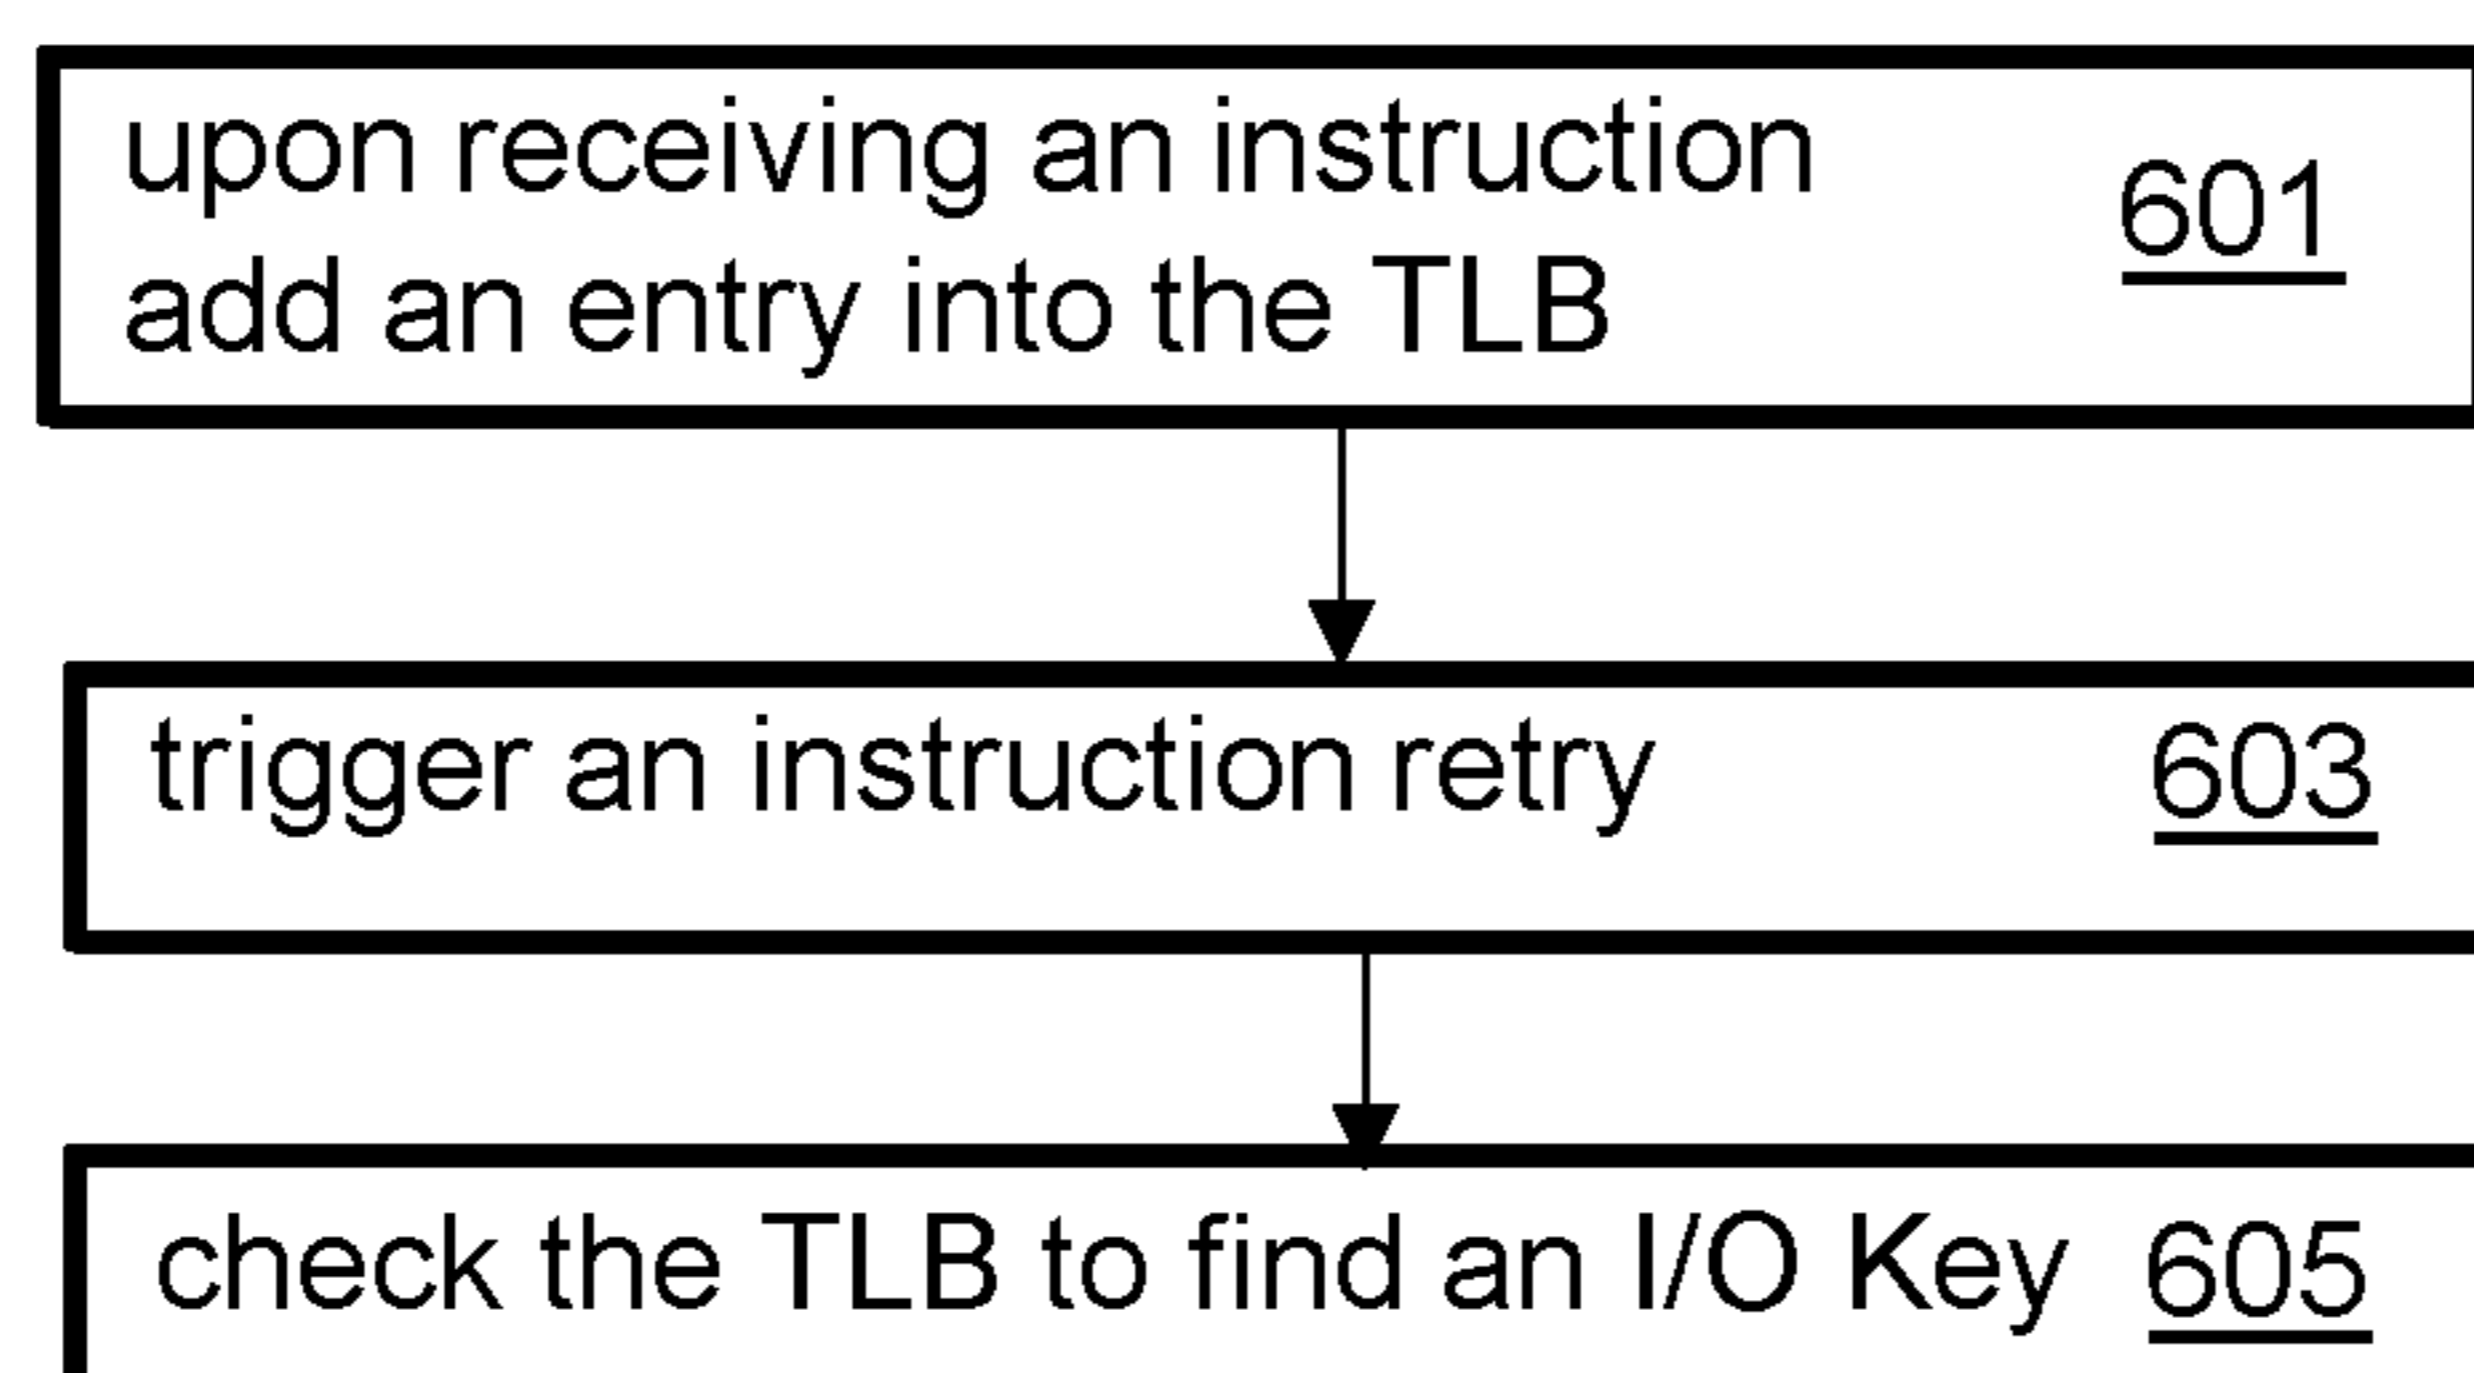 upon receiving an instruction 601
add an entry into the TLB
trigger an instruction retry 603
check the TLB to find an I/O Key 605